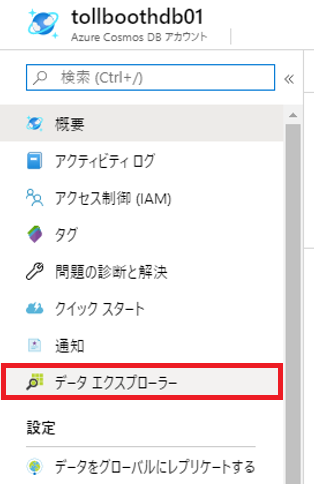 tollboothdb01
Azure Cosmos DB アカウント
検索 (Ctrl+/)
概要
アクティビティ ログ
アクセス制御 (IAM)
タグ
問題の診断と解決
クイック スタート
通知
データ エクスプローラー
設定
データをグローバルにレプリケートする